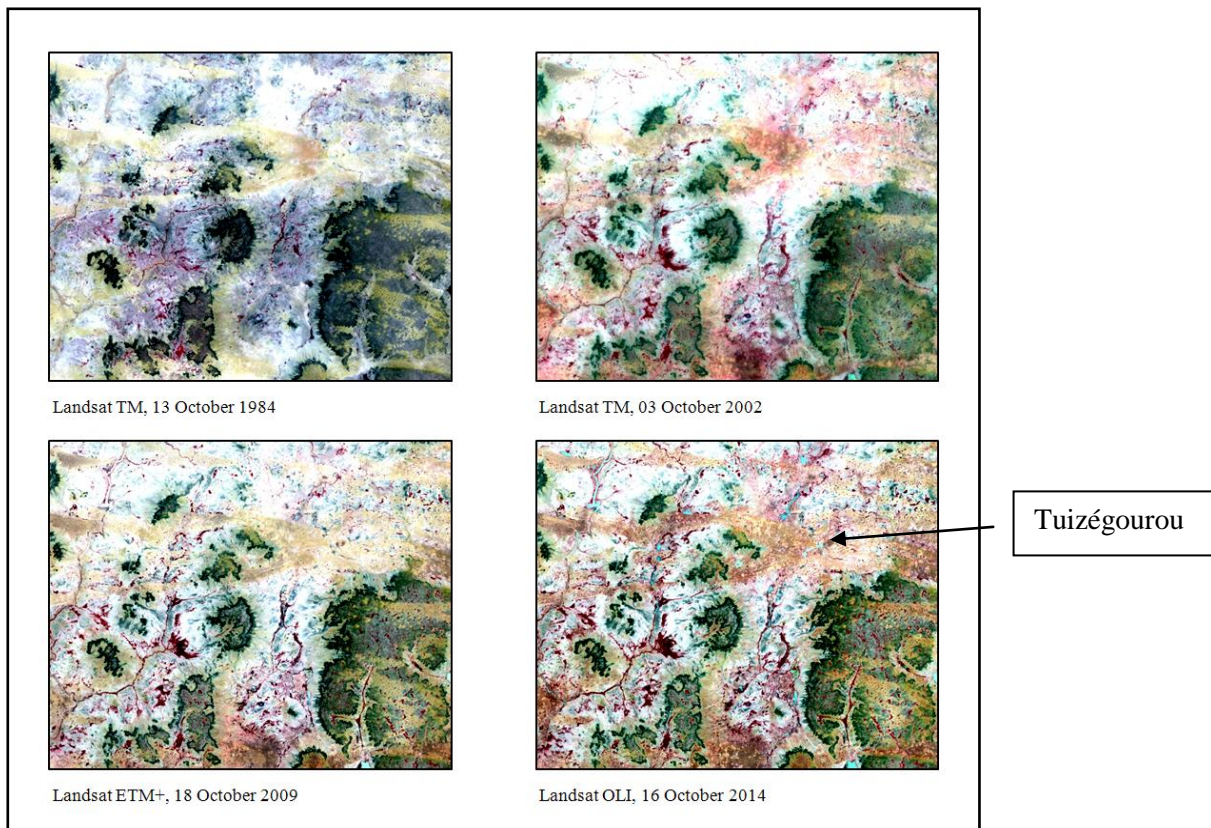 Landsat TM, 13 October 1984
Landsat TM, 03 October 2002
Tuizégourou
Landsat ETM+, 18 October 2009
Landsat OLI, 16 October 2014